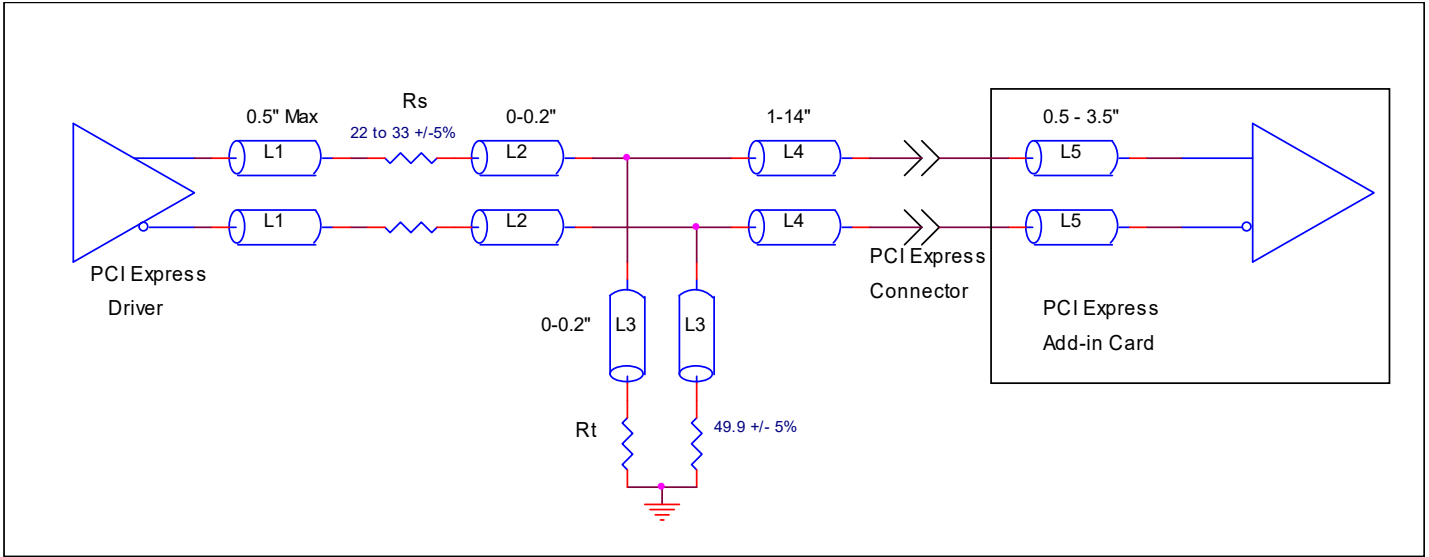 0.5" Max
Rs
22 to 33 +/-5%
0-0.2"
1-14"
0.5 - 3.5"
L1
L2
L4
L5
L1
L2
L4
L5
PCI Express
Driver
PCI Express
Connector
PCI Express
Add-in Card
0-0.2"
L3
L3
Rt
49.9 +/- 5%